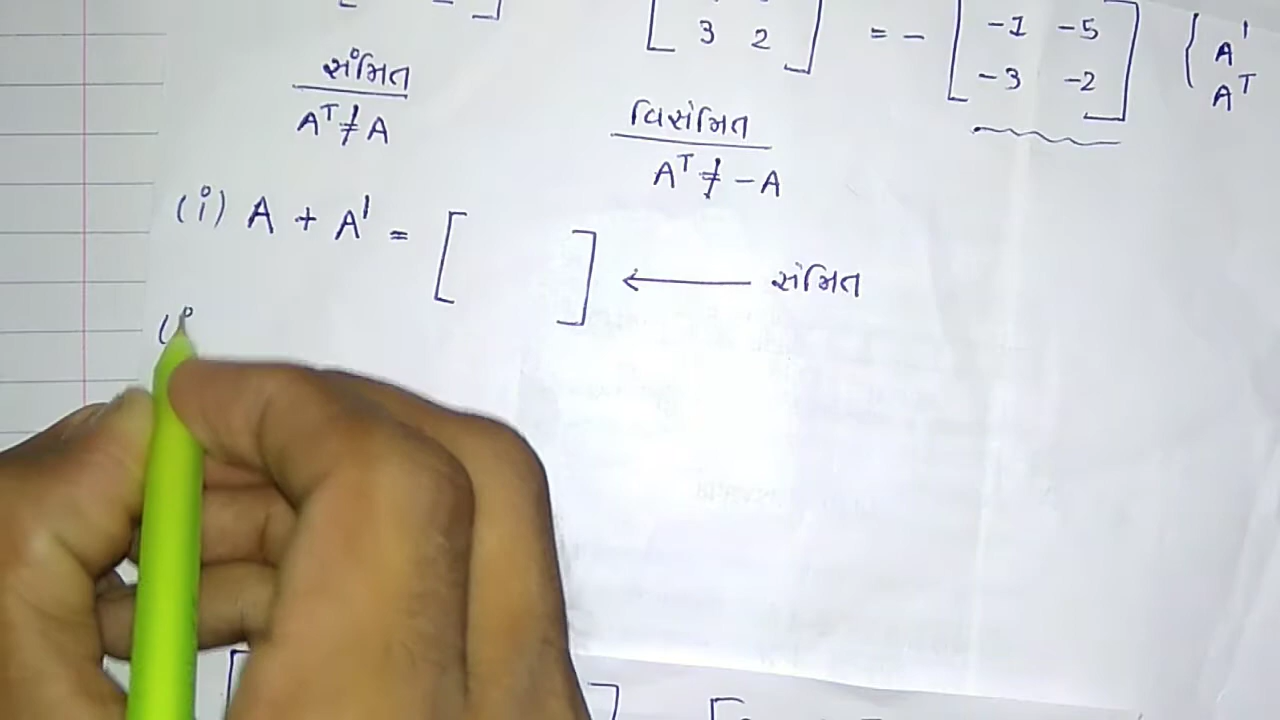 3 2 = - -1 -5
-3 -2 { A'
Aᵀ
સંમિત
Aᵀ ≠ A
વિસંમિત
Aᵀ ≠ -A
(i) A + A' = [ ] ← સંમિત
(i